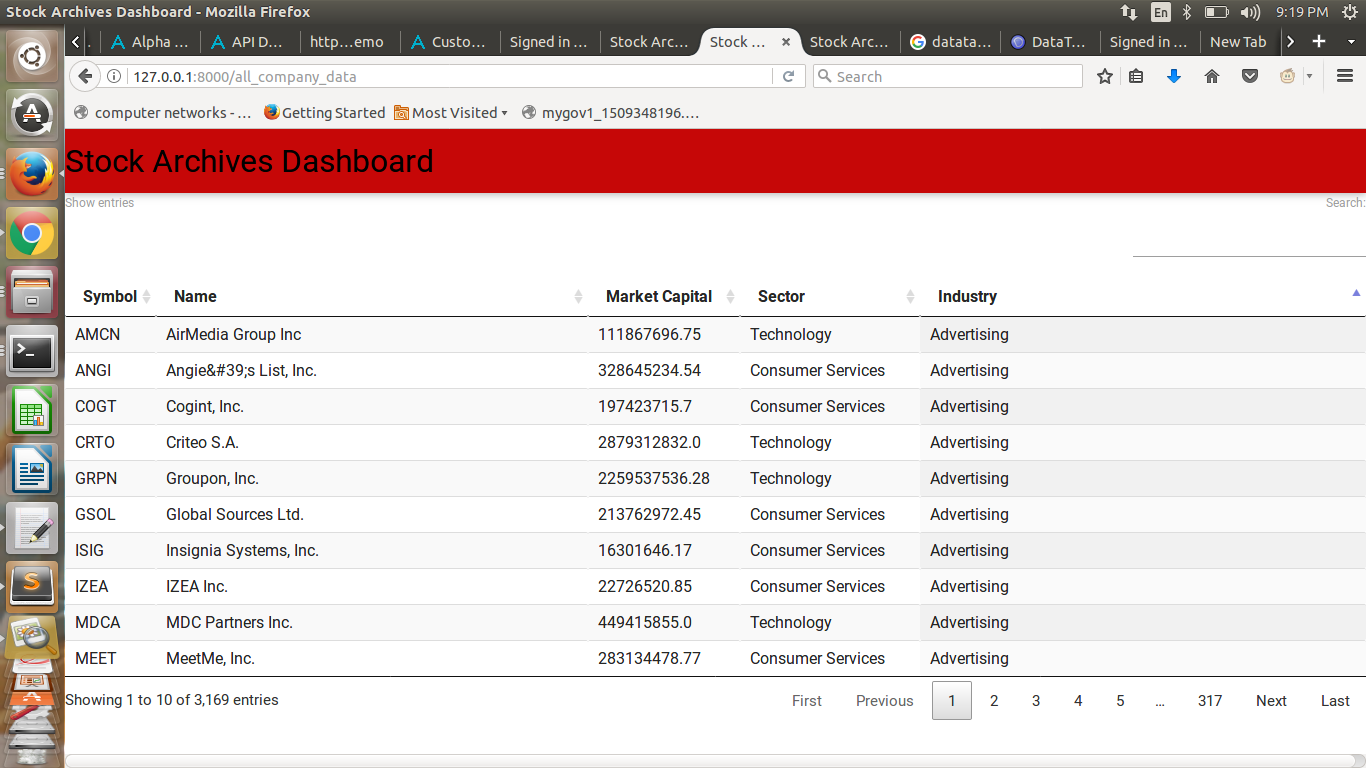 Stock Archives Dashboard - Mozilla Firefox En 9:19 PM
. Alpha ... API D... http...emo Custo... Signed in ... Stock Arc... Stock ... Stock Arc... datata... DataT... Signed in ... New Tab
127.0.0.1:8000/all_company_data Search
computer networks - ... Getting Started Most Visited mygov1_1509348196....
Stock Archives Dashboard
Show entries Search:
Symbol Name Market Capital Sector Industry
AMCN AirMedia Group Inc 111867696.75 Technology Advertising
ANGI Angie&#39;s List, Inc. 328645234.54 Consumer Services Advertising
COGT Cogint, Inc. 197423715.7 Consumer Services Advertising
CRTO Criteo S.A. 2879312832.0 Technology Advertising
GRPN Groupon, Inc. 2259537536.28 Technology Advertising
GSOL Global Sources Ltd. 213762972.45 Consumer Services Advertising
ISIG Insignia Systems, Inc. 16301646.17 Consumer Services Advertising
IZEA IZEA Inc. 22726520.85 Consumer Services Advertising
MDCA MDC Partners Inc. 449415855.0 Technology Advertising
MEET MeetMe, Inc. 283134478.77 Consumer Services Advertising
Showing 1 to 10 of 3,169 entries First Previous 1 2 3 4 5 ... 317 Next Last